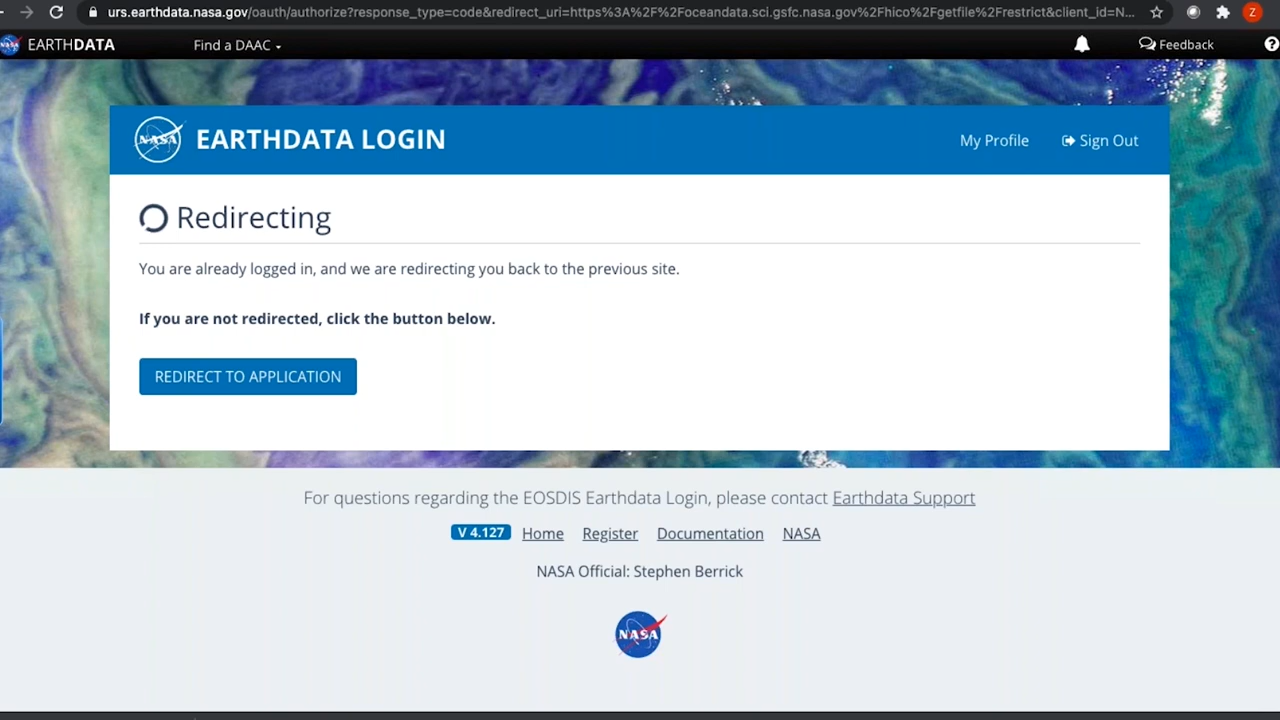 urs.earthdata.nasa.gov/oauth/authorize?response_type=code&redirect_uri=https%3A%2F%2Foceandata.sci.gsfc.nasa.gov%2Fhico%2Fgetfile%2Frestrict&client_id=N...
Z
NASA EARTHDATA
Find a DAAC
Feedback
?
NASA
EARTHDATA LOGIN
My Profile
Sign Out
Redirecting
You are already logged in, and we are redirecting you back to the previous site.
If you are not redirected, click the button below.
REDIRECT TO APPLICATION
For questions regarding the EOSDIS Earthdata Login, please contact Earthdata Support
V 4.127 Home Register Documentation NASA
NASA Official: Stephen Berrick
NASA